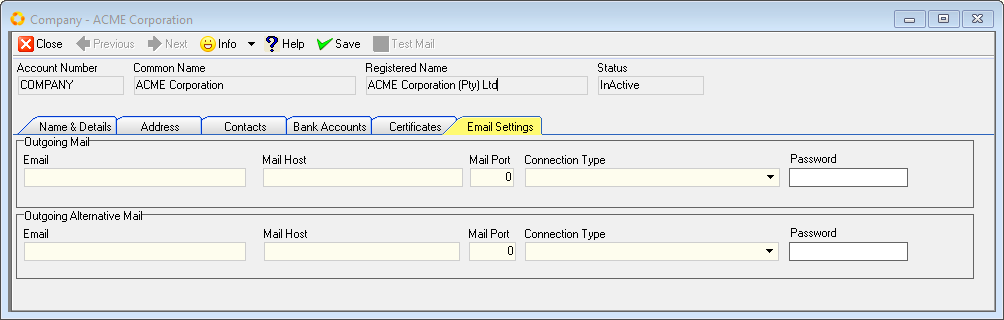 Company - ACME Corporation
Close Previous Next Info Help Save Test Mail
Account Number Common Name Registered Name Status
COMPANY ACME Corporation ACME Corporation (Pty) Ltd InActive
Name & Details Address Contacts Bank Accounts Certificates Email Settings
Outgoing Mail
Email Mail Host Mail Port Connection Type Password
0
Outgoing Alternative Mail
Email Mail Host Mail Port Connection Type Password
0